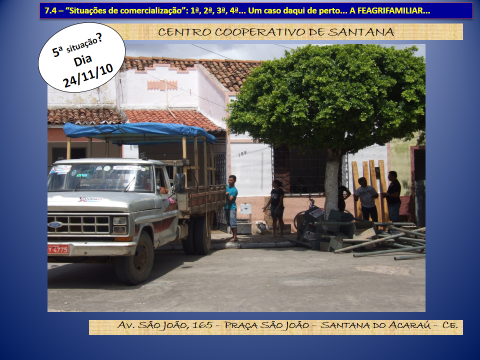 7.4 – "Situações de comercialização": 1ª, 2ª, 3ª, 4ª... Um caso daqui de perto... A FEAGRIFAMILIAR...
CENTRO COOPERATIVO DE SANTANA
5ª situação?
Dia
24/11/10
Av. São João, 165 - Praça São João - Santana do Acaraú - CE.